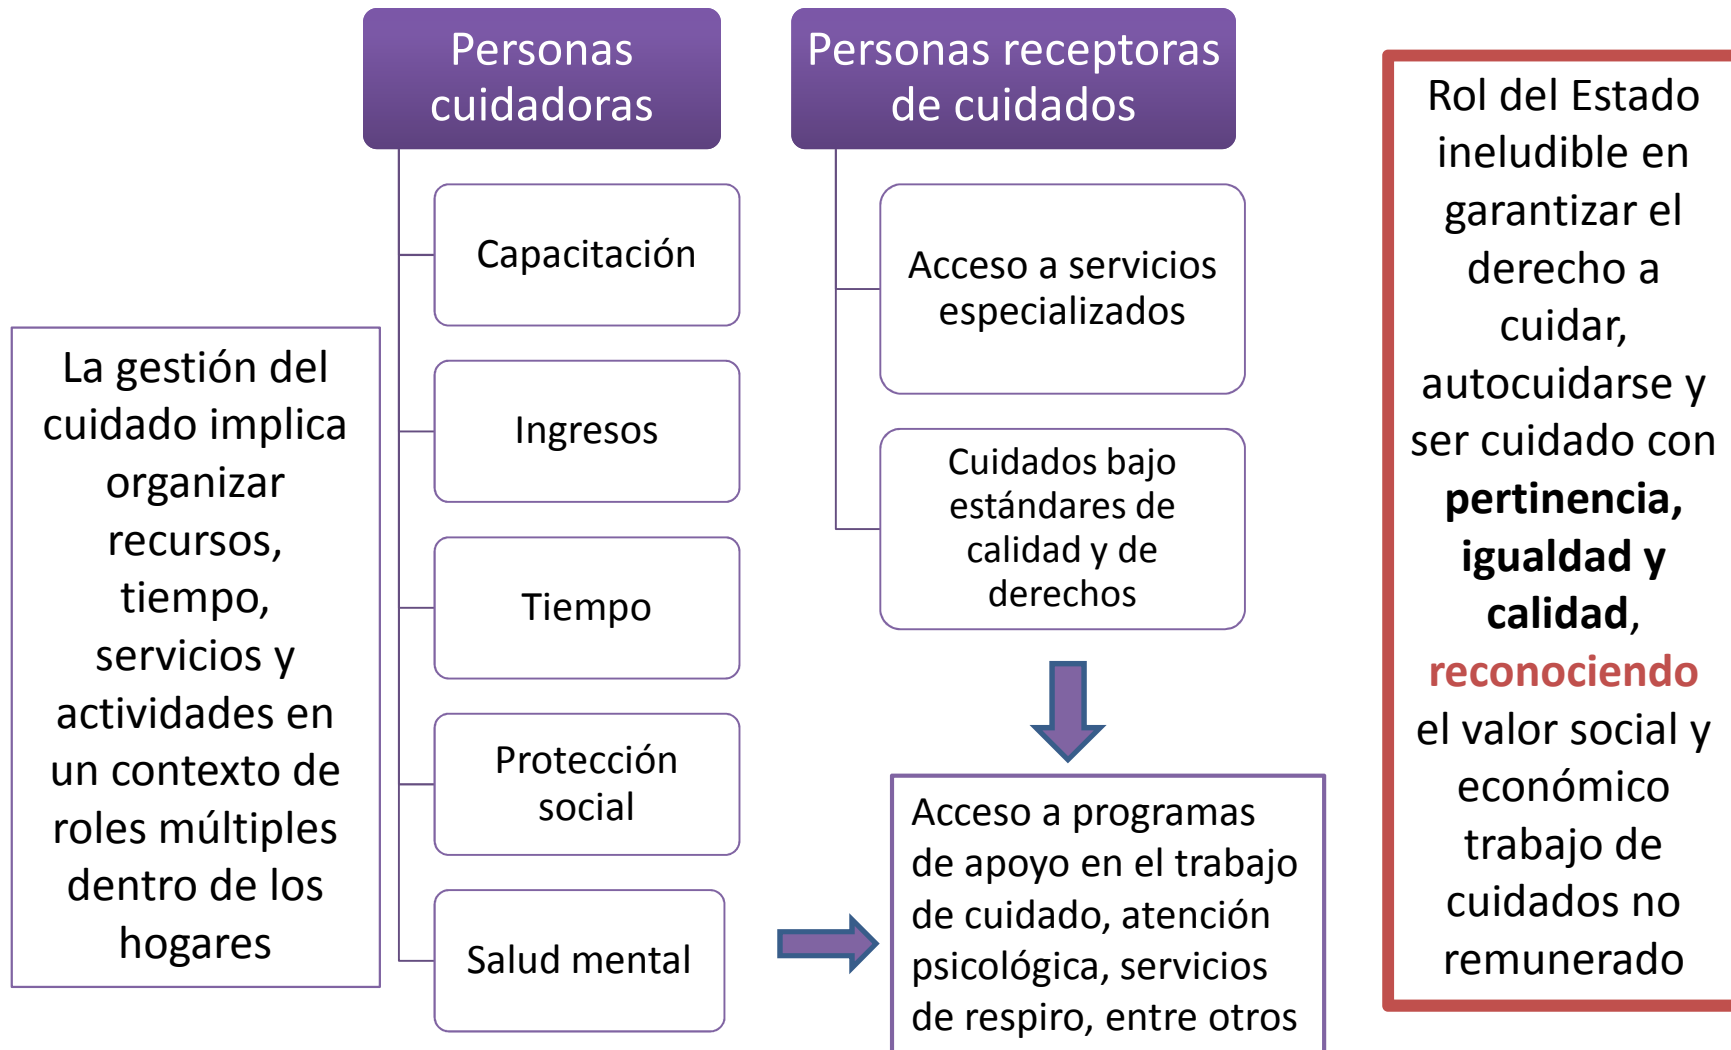 La gestión del
cuidado implica
organizar
recursos,
tiempo,
servicios y
actividades en
un contexto de
roles múltiples
dentro de los
hogares
Personas
cuidadoras
Capacitación
Ingresos
Tiempo
Protección
social
Salud mental
Personas receptoras
de cuidados
Acceso a servicios
especializados
Cuidados bajo
estándares de
calidad y de
derechos
Acceso a programas
de apoyo en el trabajo
de cuidado, atención
psicológica, servicios
de respiro, entre otros
Rol del Estado
ineludible en
garantizar el
derecho a
cuidar,
autocuidarse y
ser cuidado con
pertinencia,
igualdad y
calidad,
reconociendo
el valor social y
económico
trabajo de
cuidados no
remunerado